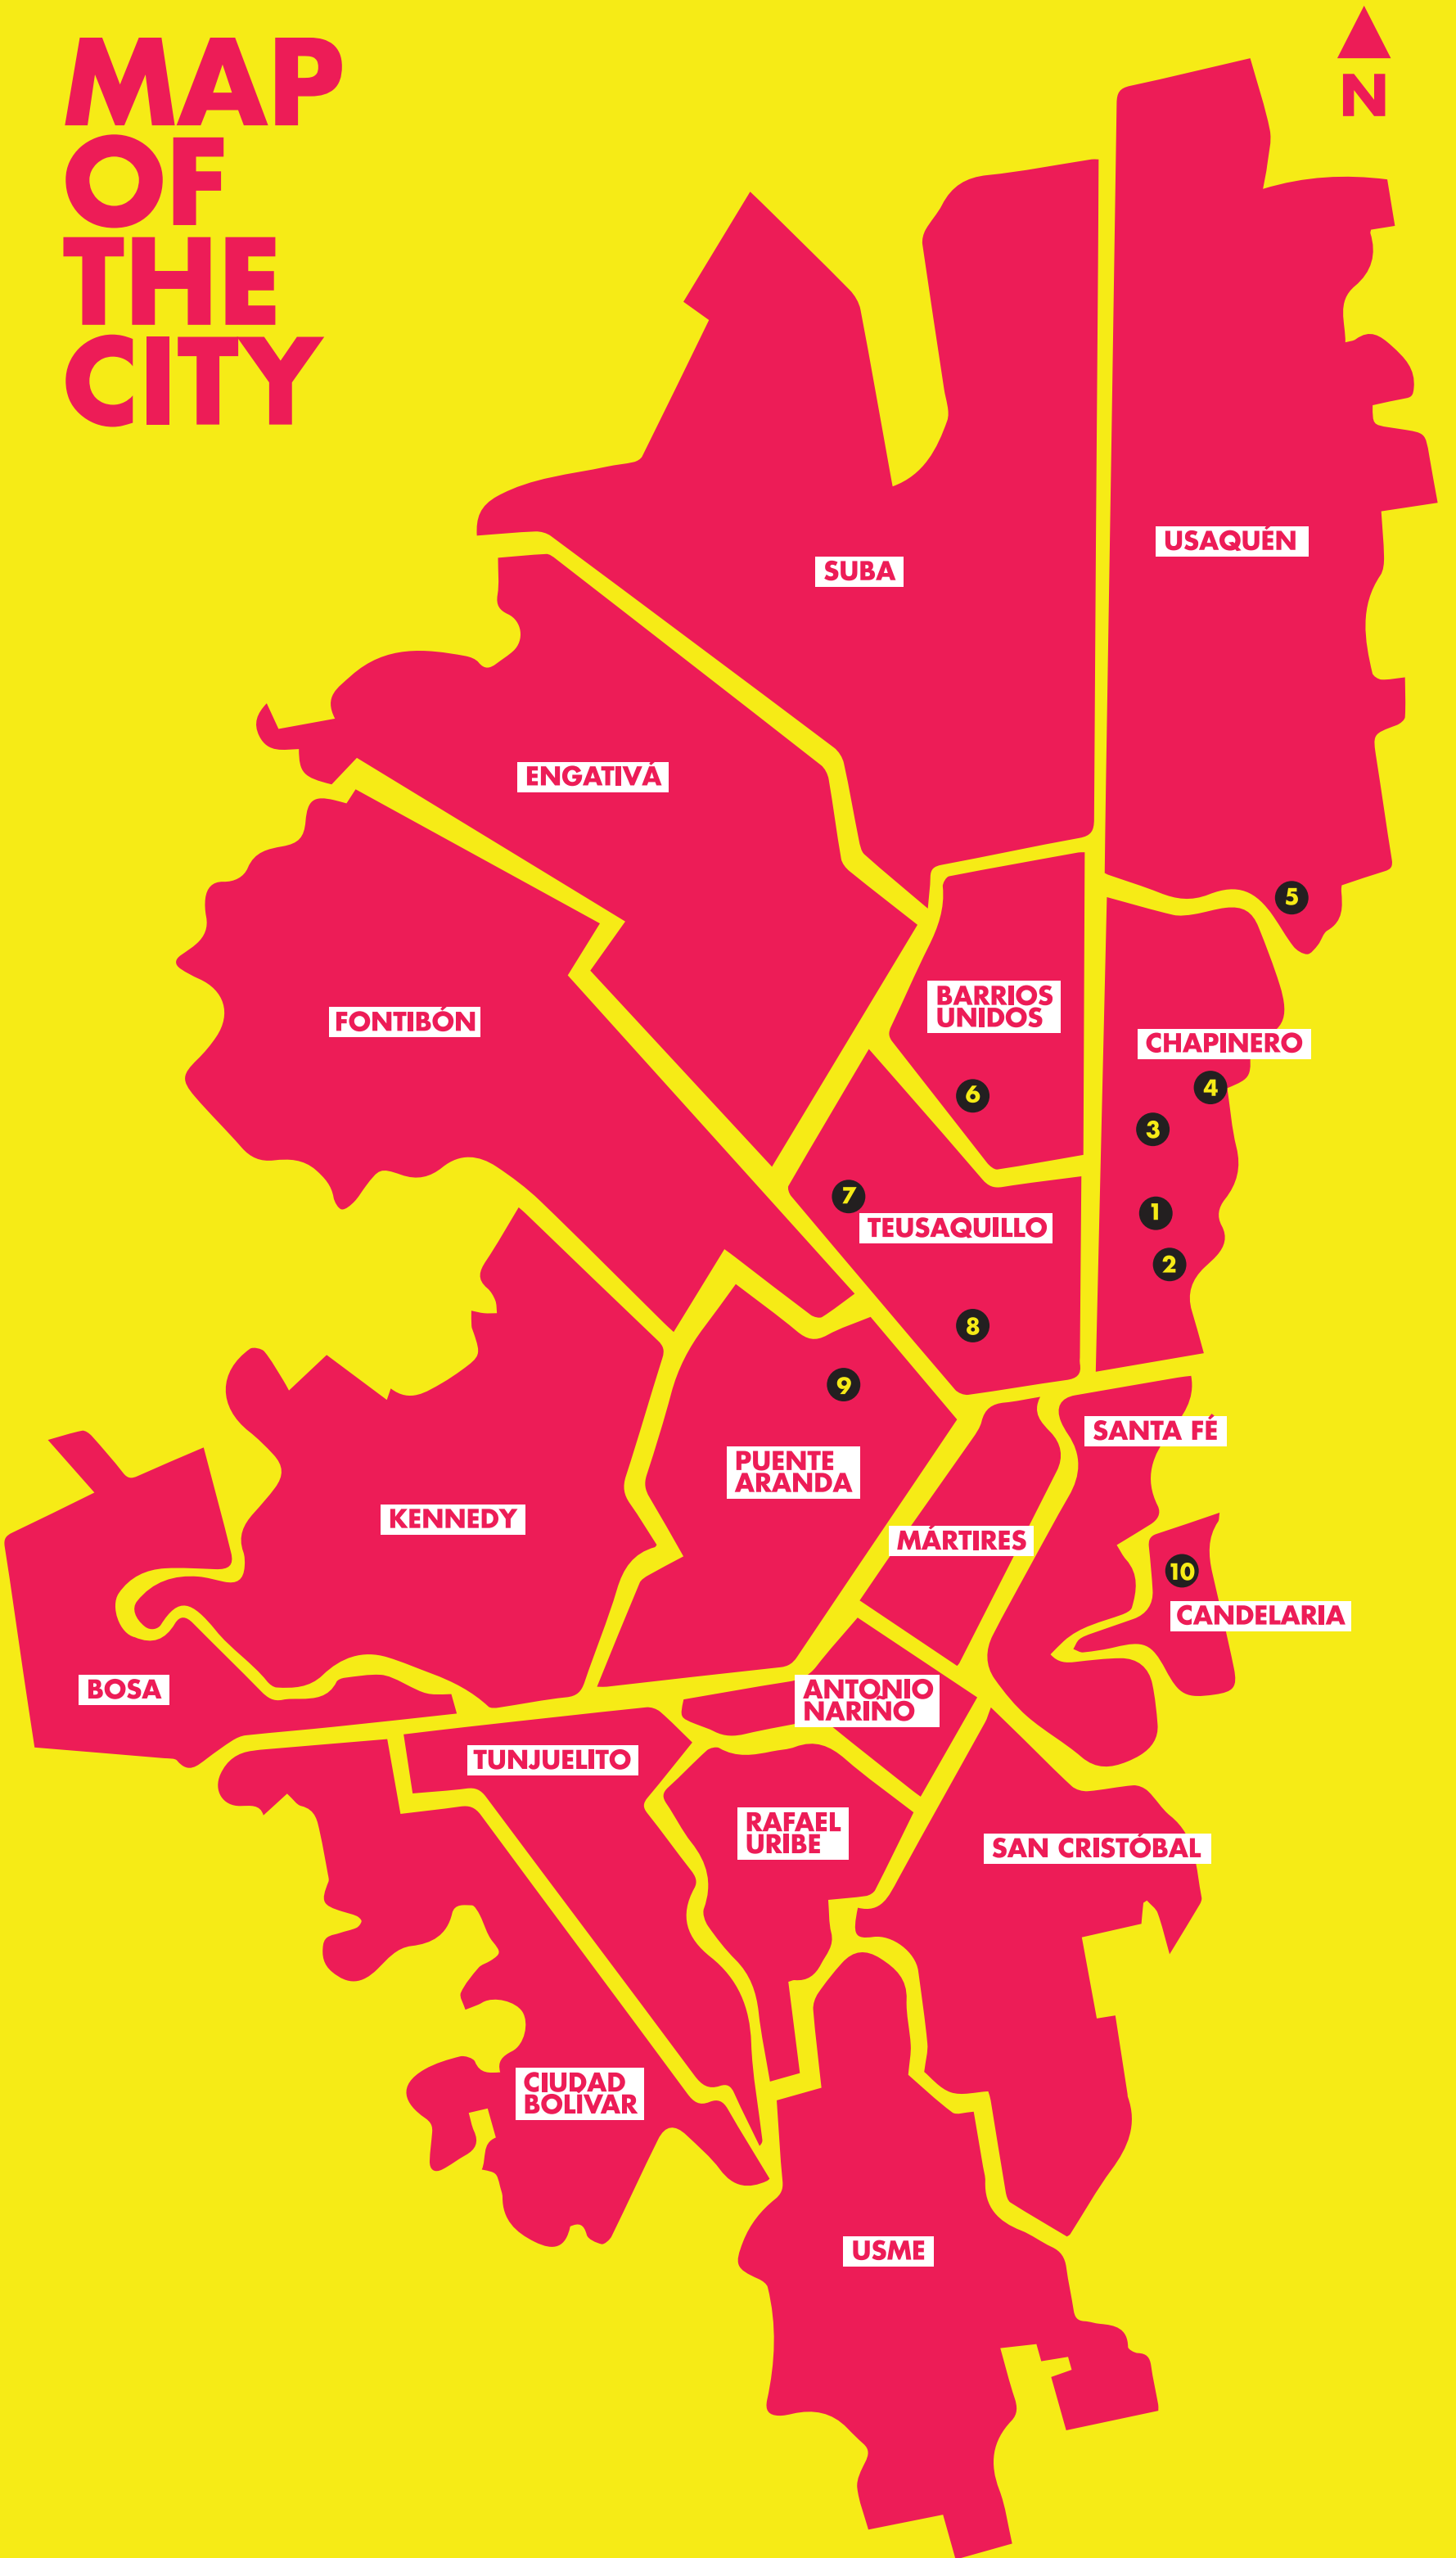 MAP
OF
THE
CITY
N
USAQUÉN
SUBA
ENGATIVÁ
5
BARRIOS
UNIDOS
FONTIBÓN
CHAPINERO
4
6
3
7
1
TEUSAQUILLO
2
8
9
SANTA FÉ
PUENTE
ARANDA
KENNEDY
MÁRTIRES
10
CANDELARIA
BOSA
ANTONIO
NARIÑO
TUNJUELITO
RAFAEL
URIBE
SAN CRISTÓBAL
CIUDAD
BOLÍVAR
USME